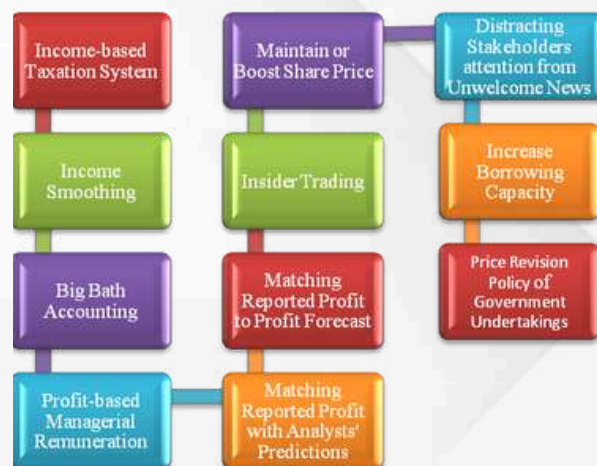 Income-based
Taxation System
Income
Smoothing
Big Bath
Accounting
Profit-based
Managerial
Remuneration
Matching
Reported Profit
with Analysts'
Predictions
Matching
Reported Profit
to Profit Forecast
Insider Trading
Maintain or
Boost Share Price
Distracting
Stakeholders
attention from
Unwelcome News
Increase
Borrowing
Capacity
Price Revision
Policy of
Government
Undertakings